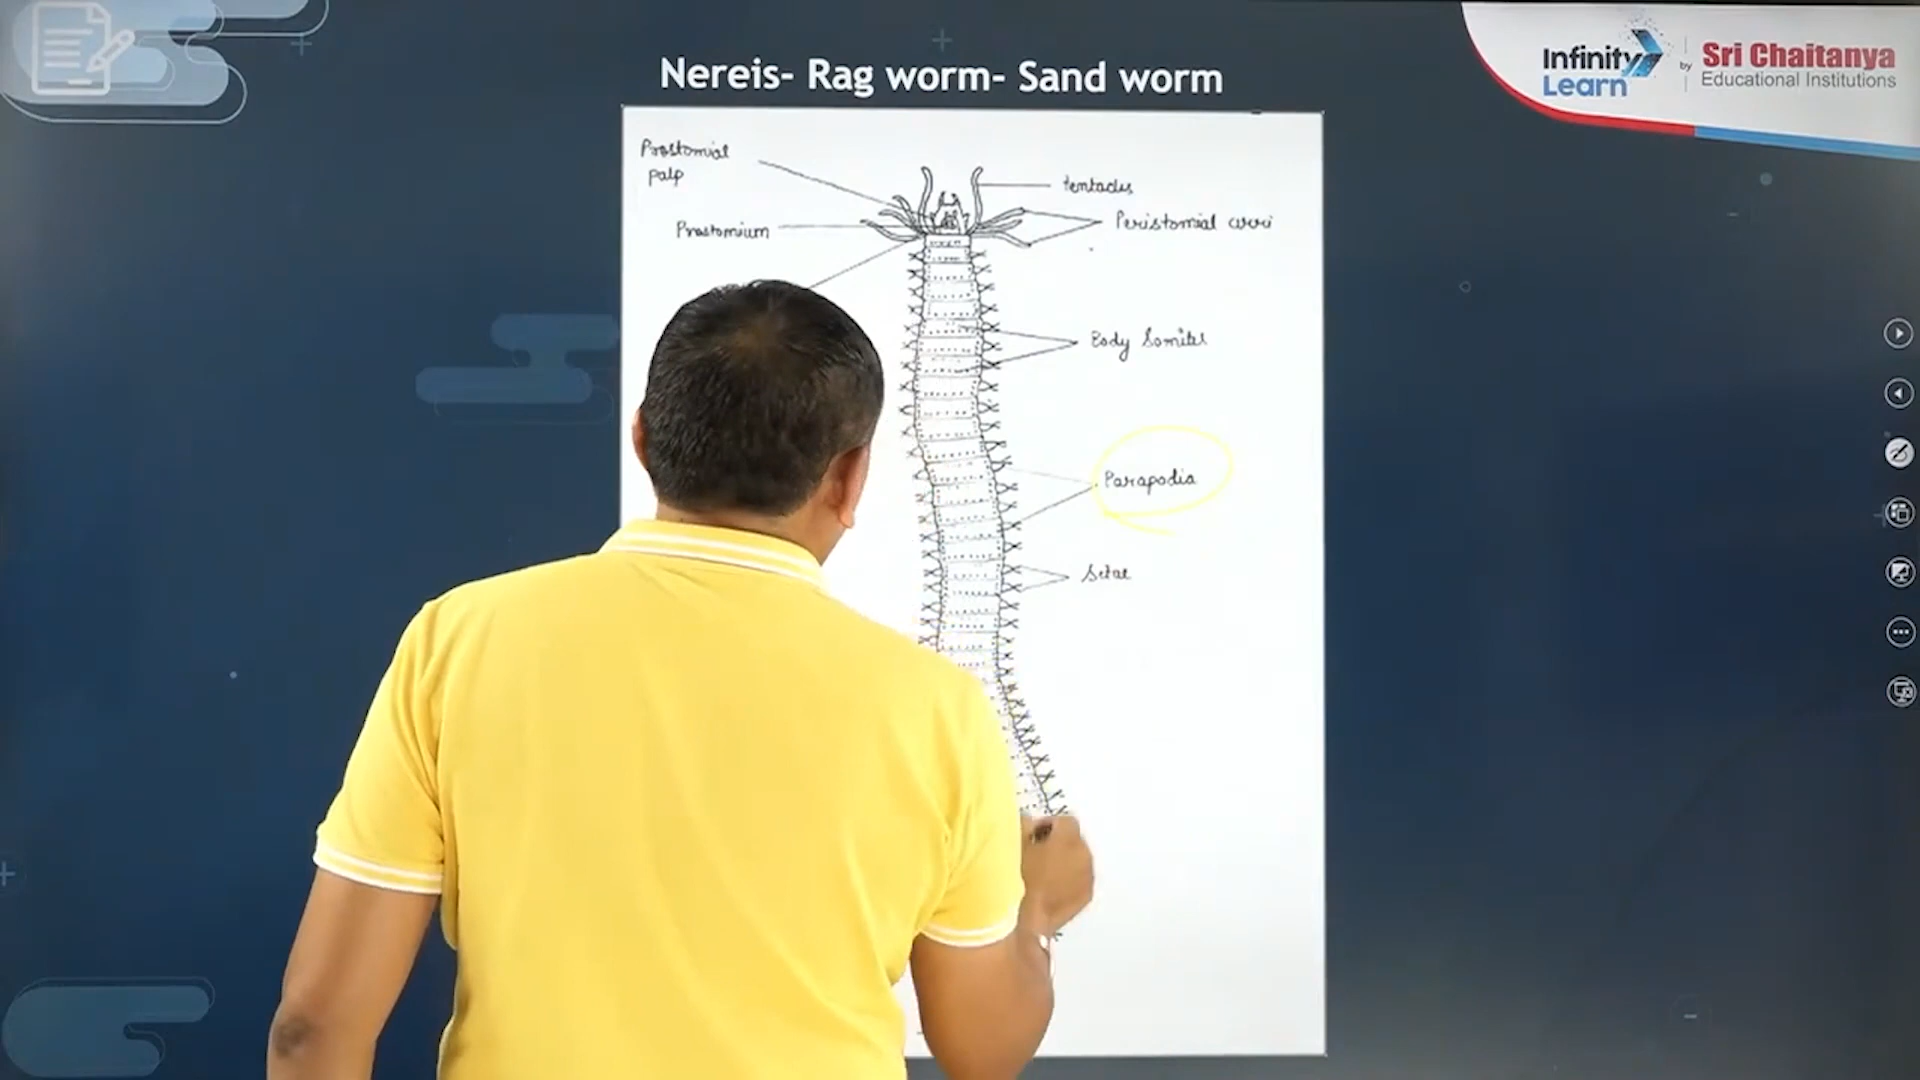 Nereis- Rag worm- Sand worm
Infinity Learn
by
Sri Chaitanya
Educational Institutions
Prostomial
palp
Prostomium
tentacles
Peristomial cirri
Body Somites
Parapodia
Setae